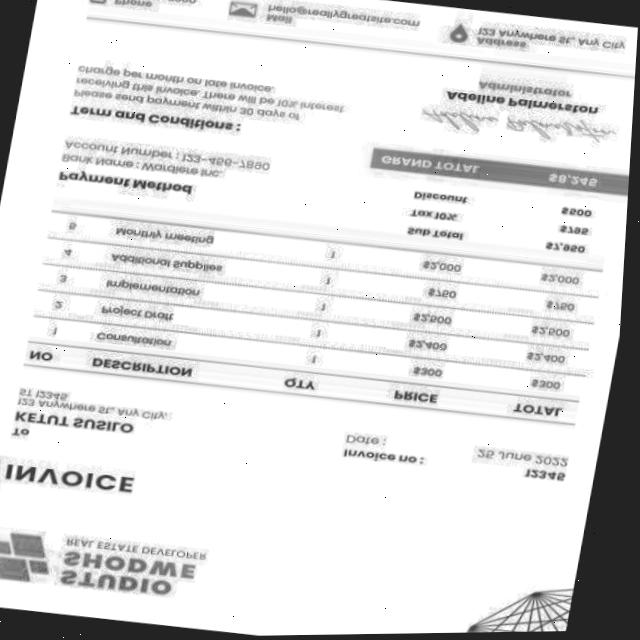 STUDIO
SHODWE
REAL ESTATE DEVELOPER
INVOICE
To
KETUT SUSILO
123 Anywhere St., Any City,
ST 12345
Invoice no : 12345
Date : 25 June 2022
NO DESCRIPTION QTY PRICE TOTAL
1 Consultation 1 $300 $300
2 Project Draft 1 $2,400 $2,400
3 Implementation 1 $2,500 $2,500
4 Additional Supplies 1 $750 $750
5 Monthly meeting 1 $2,000 $2,000
Sub Total $7,950
Tax 10% $795
Discount $500
GRAND TOTAL $8,245
Payment Method
Bank Name : Wardiere Inc.
Account Number : 123-456-7890
Term and Conditions :
Please send payment within 30 days of
receiving this invoice. There will be 10% interest
charge per month on late invoice.
Adeline Palmerston
Adeline Palmerston
Administrator
Phone
Mail
hello@reallygreatsite.com
Address
123 Anywhere St., Any City